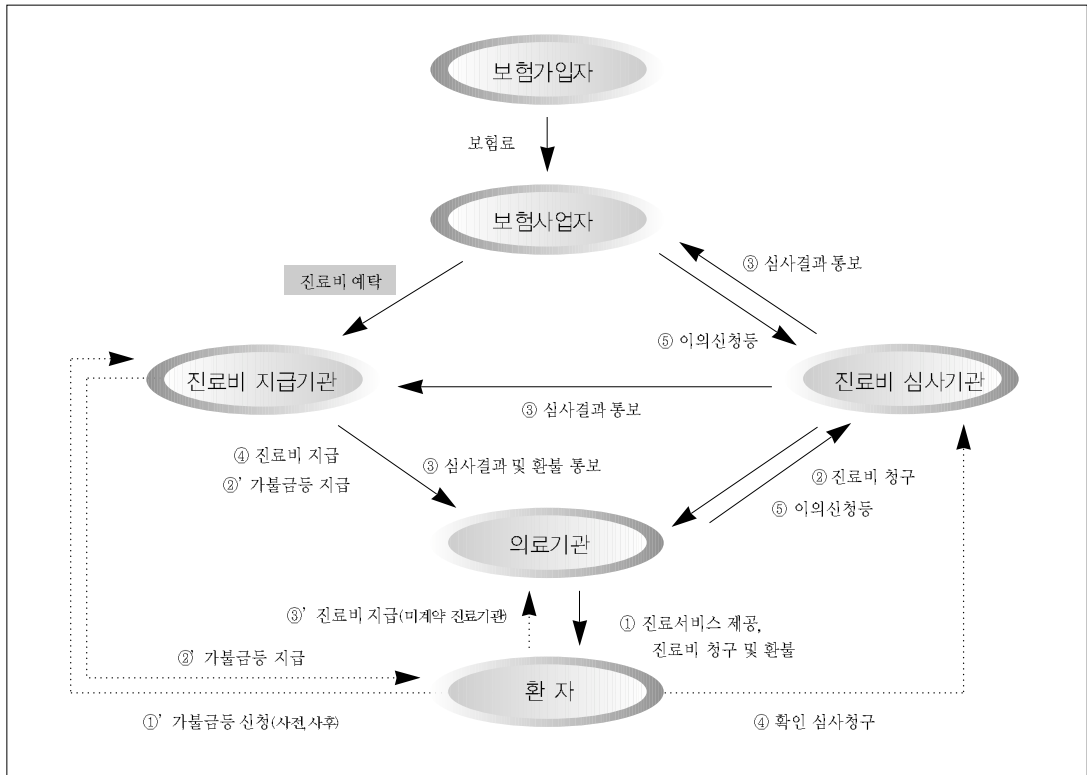 보험가입자
보험료
보험사업자
③ 심사결과 통보
진료비 예탁
⑤ 이의신청등
진료비 지급기관
진료비 심사기관
③ 심사결과 통보
④ 진료비 지급
②' 가불금등 지급
③ 심사결과 및 환불 통보
② 진료비 청구
⑤ 이의신청등
의료기관
③' 진료비 지급(미계약 진료기관)
① 진료서비스 제공,
진료비 청구 및 환불
②' 가불금등 지급
환 자
①' 가불금등 신청(사전,사후)
④ 확인 심사청구